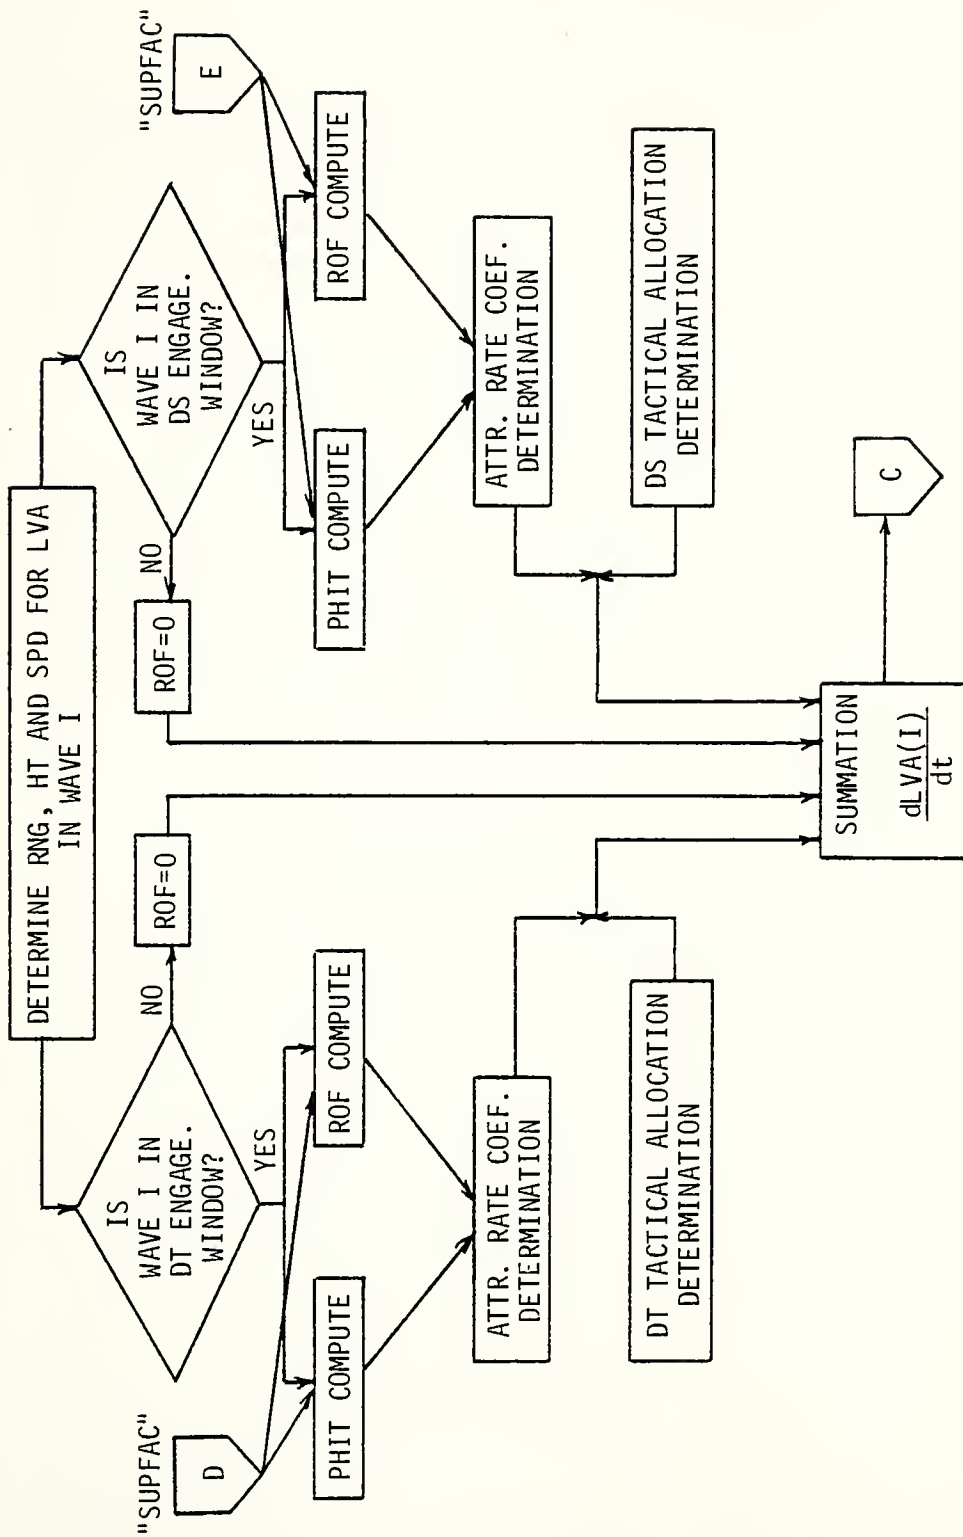 DETERMINE RNG, HT AND SPD FOR LVA
IN WAVE I
"SUPFAC"
D
IS
WAVE I IN
DT ENGAGE.
WINDOW?
NO
ROF=0
YES
PHIT COMPUTE
ROF COMPUTE
ATTR. RATE COEF.
DETERMINATION
DT TACTICAL ALLOCATION
DETERMINATION
"SUPFAC"
E
IS
WAVE I IN
DS ENGAGE.
WINDOW?
NO
ROF=0
YES
PHIT COMPUTE
ROF COMPUTE
ATTR. RATE COEF.
DETERMINATION
DS TACTICAL ALLOCATION
DETERMINATION
SUMMATION
dLVA(I)
dt
C